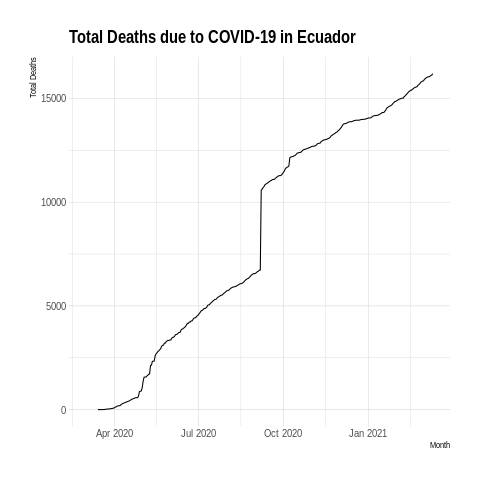 Total Deaths due to COVID-19 in Ecuador
Total Deaths
15000
10000
5000
0
Apr 2020
Jul 2020
Oct 2020
Jan 2021
Month